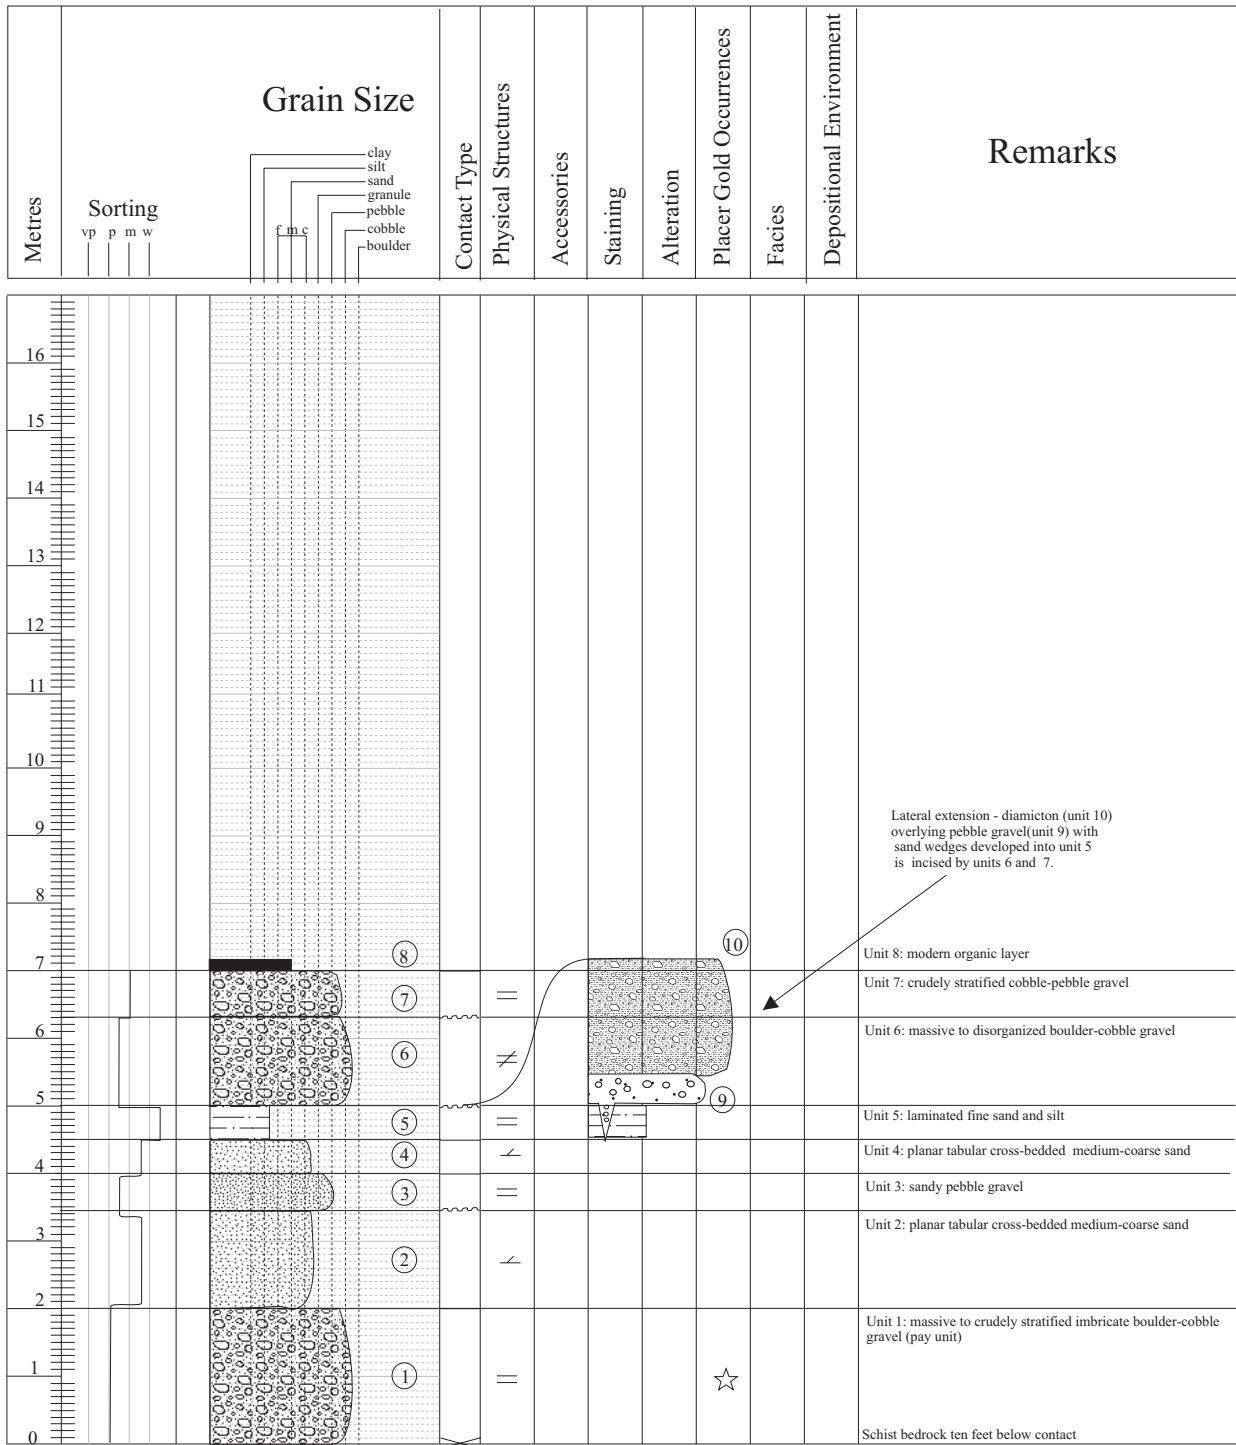 Metres
Sorting
vp p m w
Grain Size
clay
silt
sand
granule
pebble
cobble
boulder
f m c
Contact Type
Physical Structures
Accessories
Staining
Alteration
Placer Gold Occurrences
Facies
Depositional Environment
Remarks
16
15
14
13
12
11
10
9
8
7
6
5
4
3
2
1
0
Lateral extension - diamicton (unit 10)
overlying pebble gravel(unit 9) with
sand wedges developed into unit 5
is incised by units 6 and 7.
10
9
8
7
6
5
4
3
2
1
Unit 8: modern organic layer
Unit 7: crudely stratified cobble-pebble gravel
Unit 6: massive to disorganized boulder-cobble gravel
Unit 5: laminated fine sand and silt
Unit 4: planar tabular cross-bedded medium-coarse sand
Unit 3: sandy pebble gravel
Unit 2: planar tabular cross-bedded medium-coarse sand
Unit 1: massive to crudely stratified imbricate boulder-cobble
gravel (pay unit)
Schist bedrock ten feet below contact